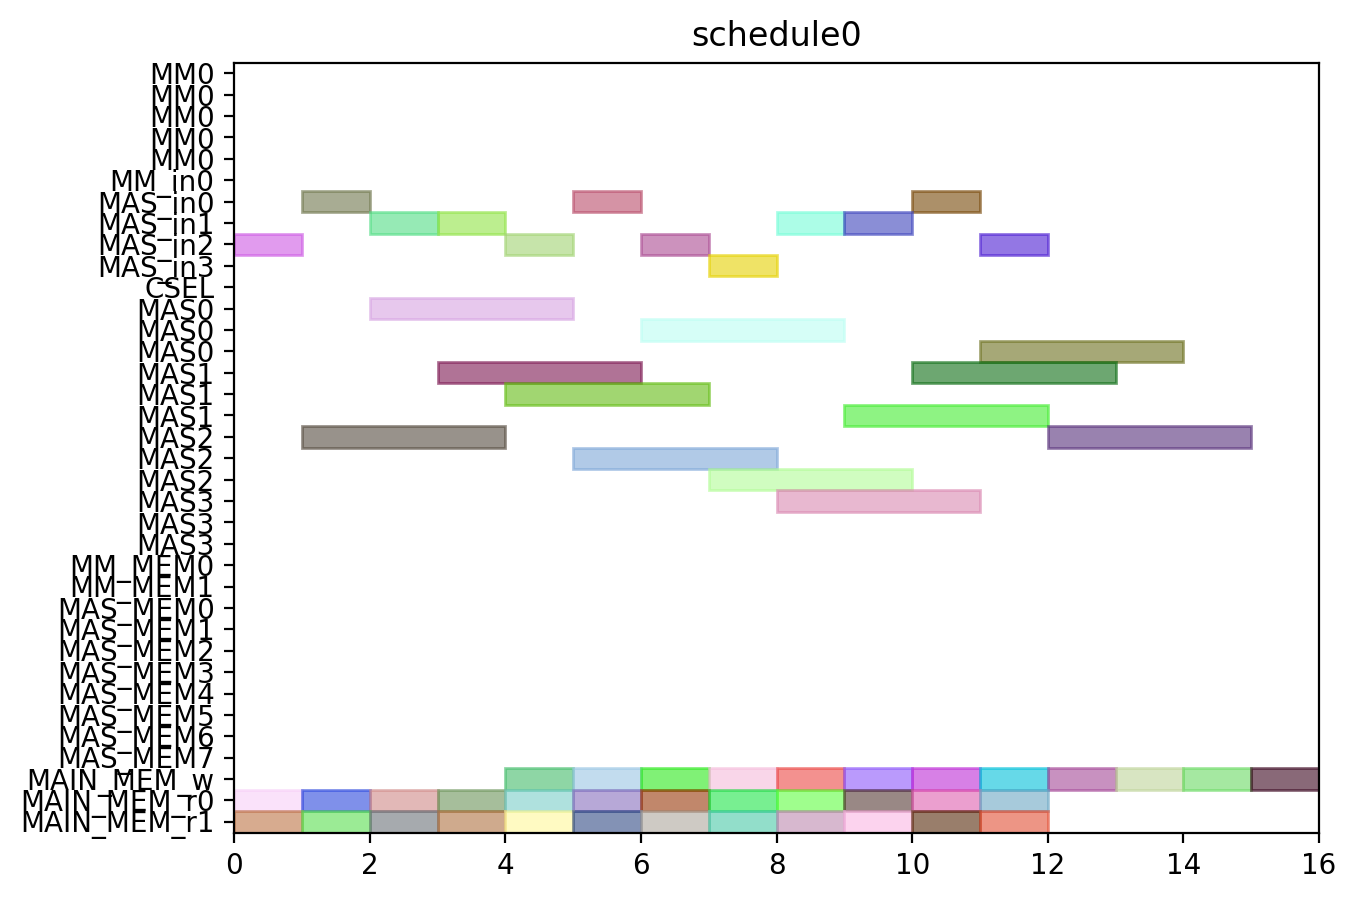 schedule0
MM0
MM0
MM0
MM0
MM0
MM_in0
MAS_in0
MAS_in1
MAS_in2
MAS_in3
CSEL
MAS0
MAS0
MAS0
MAS1
MAS1
MAS1
MAS2
MAS2
MAS2
MAS3
MAS3
MAS3
MM_MEM0
MM_MEM1
MAS_MEM0
MAS_MEM1
MAS_MEM2
MAS_MEM3
MAS_MEM4
MAS_MEM5
MAS_MEM6
MAS_MEM7
MAIN_MEM_w
MAIN_MEM_r0
MAIN_MEM_r1
0 2 4 6 8 10 12 14 16